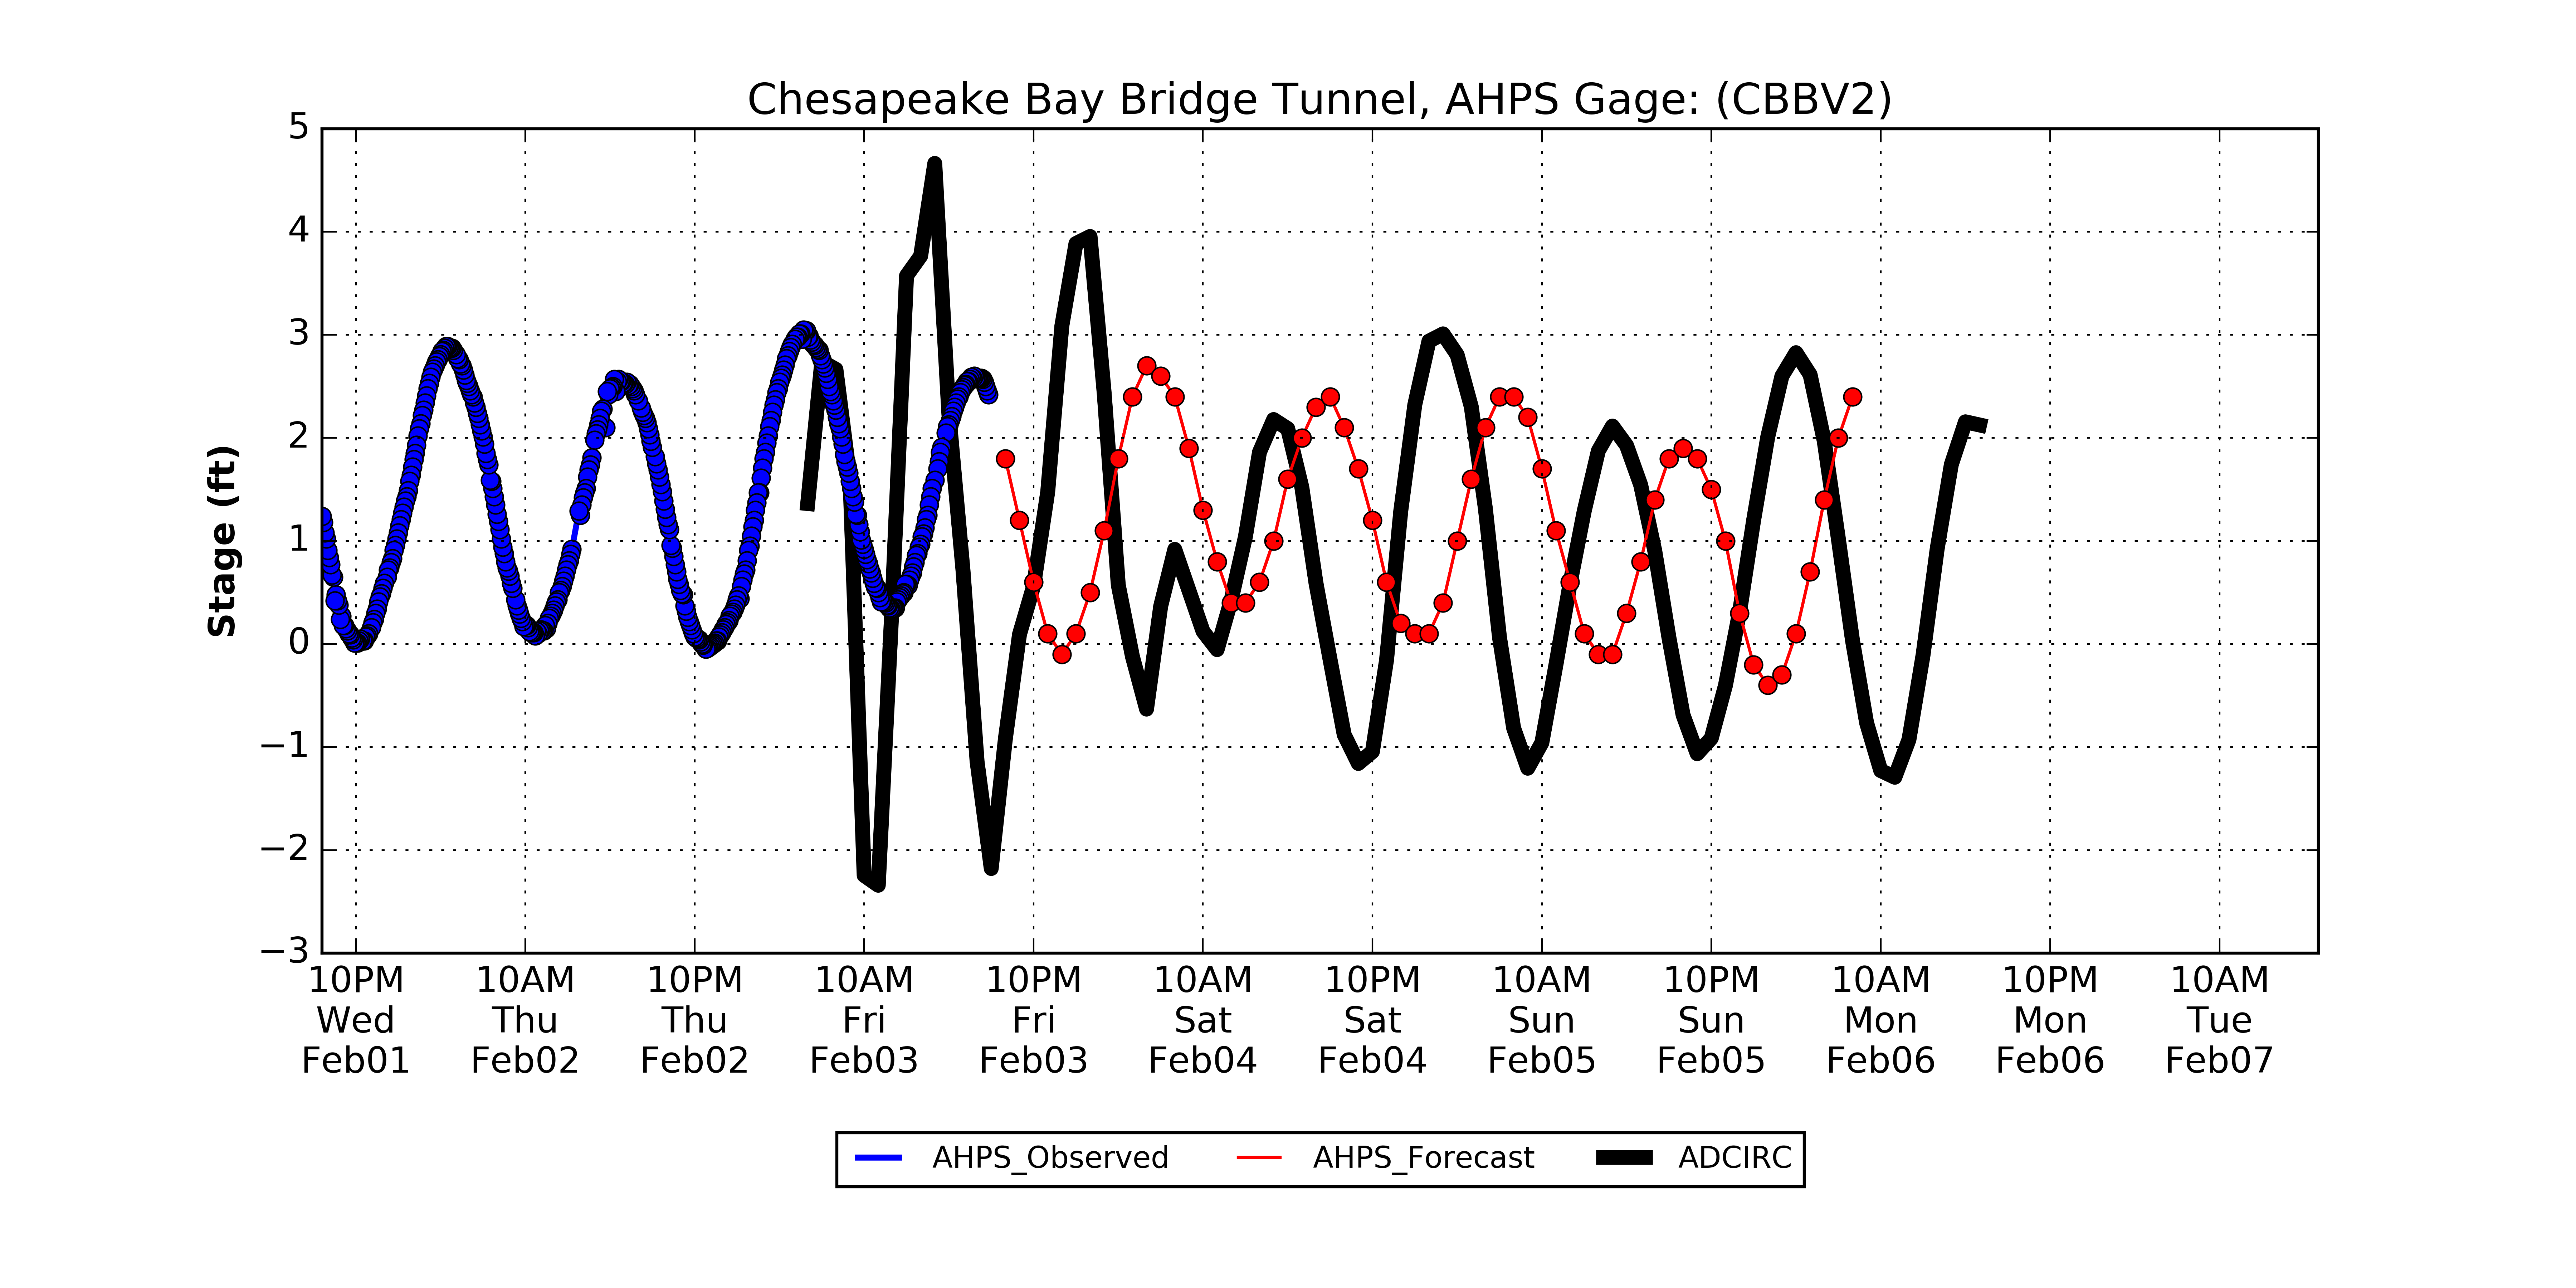 Chesapeake Bay Bridge Tunnel, AHPS Gage: (CBBV2)
Stage (ft)
5
4
3
2
1
0
−1
−2
−3
10PM 10AM 10PM 10AM 10PM 10AM 10PM 10AM 10PM 10AM 10PM 10AM
Wed Thu Thu Fri Fri Sat Sat Sun Sun Mon Mon Tue
Feb01 Feb02 Feb02 Feb03 Feb03 Feb04 Feb04 Feb05 Feb05 Feb06 Feb06 Feb07
AHPS_Observed AHPS_Forecast ADCIRC